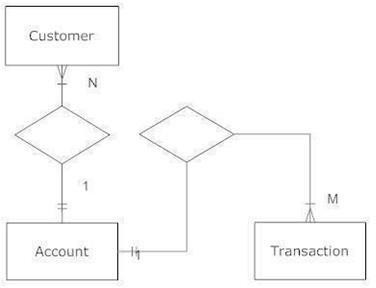 Customer
N
1
M
Account
1
Transaction